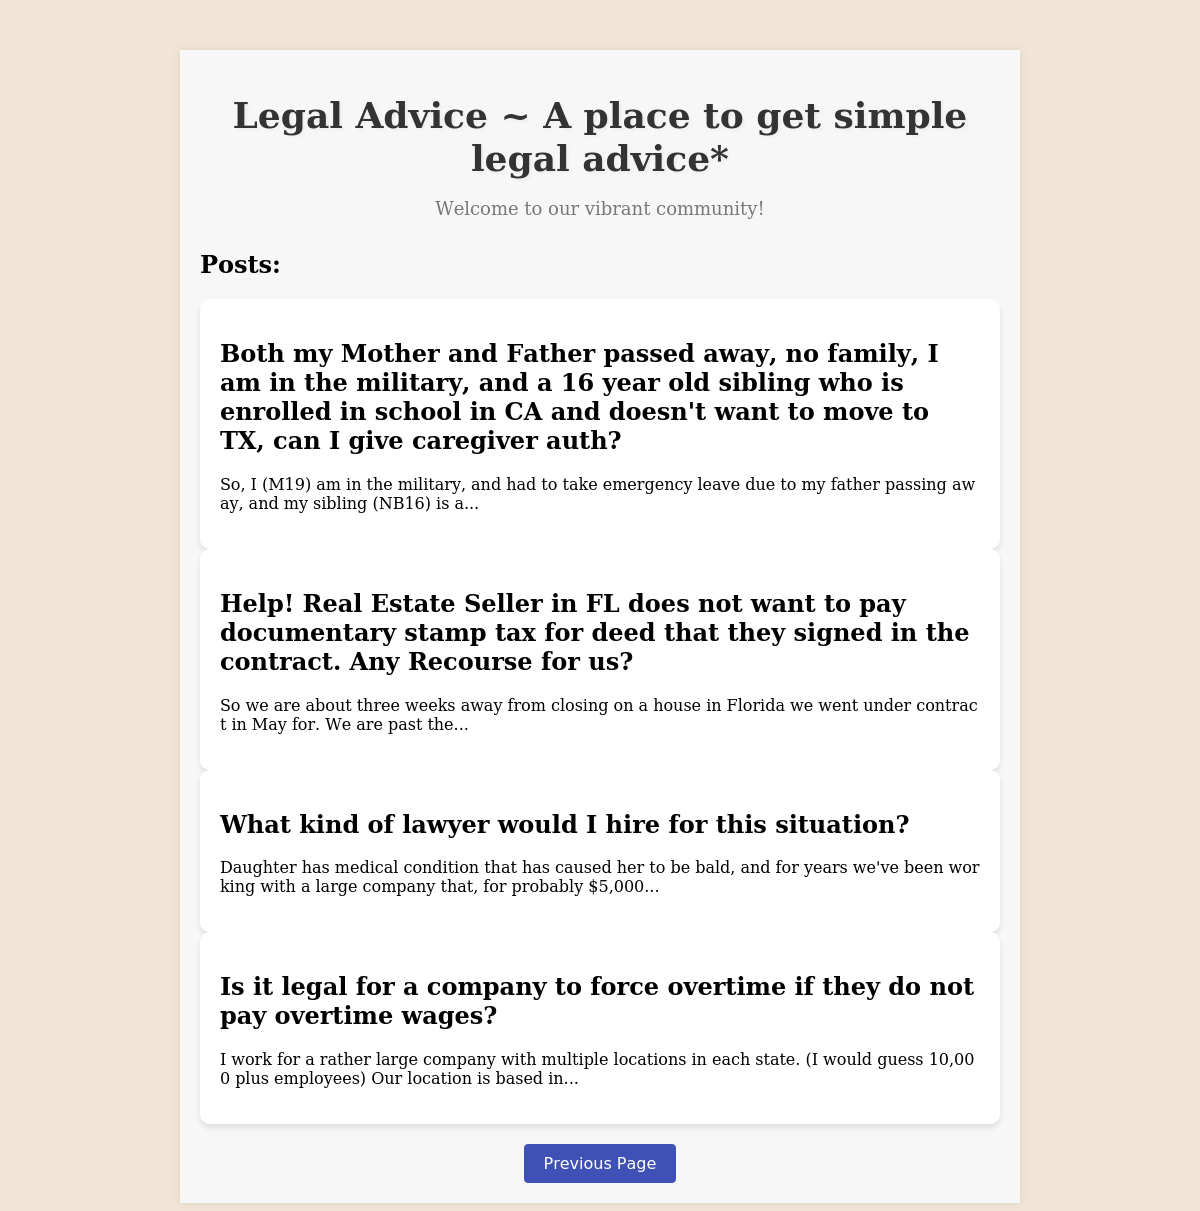 Legal Advice ~ A place to get simple
legal advice*
Welcome to our vibrant community!
Posts:
Both my Mother and Father passed away, no family, I
am in the military, and a 16 year old sibling who is
enrolled in school in CA and doesn't want to move to
TX, can I give caregiver auth?
So, I (M19) am in the military, and had to take emergency leave due to my father passing aw
ay, and my sibling (NB16) is a...
Help! Real Estate Seller in FL does not want to pay
documentary stamp tax for deed that they signed in the
contract. Any Recourse for us?
So we are about three weeks away from closing on a house in Florida we went under contrac
t in May for. We are past the...
What kind of lawyer would I hire for this situation?
Daughter has medical condition that has caused her to be bald, and for years we've been wor
king with a large company that, for probably $5,000...
Is it legal for a company to force overtime if they do not
pay overtime wages?
I work for a rather large company with multiple locations in each state. (I would guess 10,00
0 plus employees) Our location is based in...
Previous Page